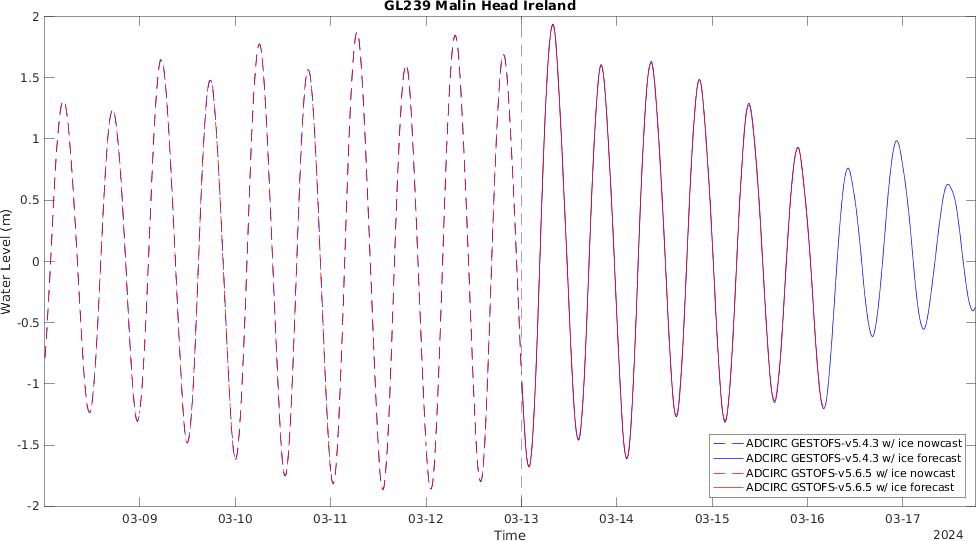 GL239 Malin Head Ireland
2
1.5
1
0.5
0
-0.5
-1
-1.5
-2
Water Level (m)
ADCIRC GESTOFS-v5.4.3 w/ ice nowcast
ADCIRC GESTOFS-v5.4.3 w/ ice forecast
ADCIRC GSTOFS-v5.6.5 w/ ice nowcast
ADCIRC GSTOFS-v5.6.5 w/ ice forecast
03-09 03-10 03-11 03-12 03-13 03-14 03-15 03-16 03-17
Time
2024